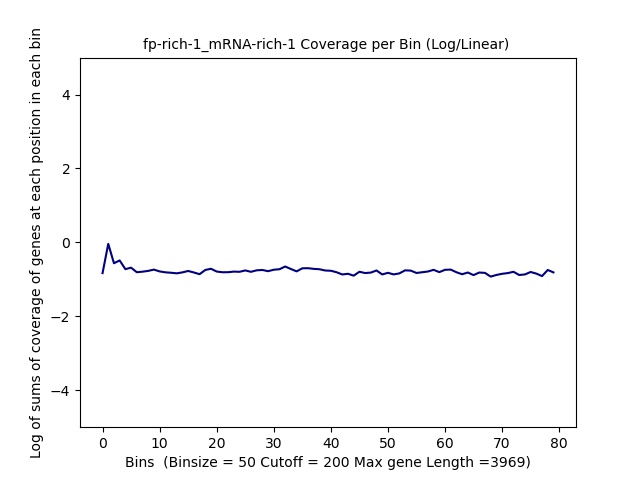 fp-rich-1_mRNA-rich-1 Coverage per Bin (Log/Linear)
Log of sums of coverage of genes at each position in each bin
4
2
0
−2
−4
0 10 20 30 40 50 60 70 80
Bins  (Binsize = 50 Cutoff = 200 Max gene Length =3969)